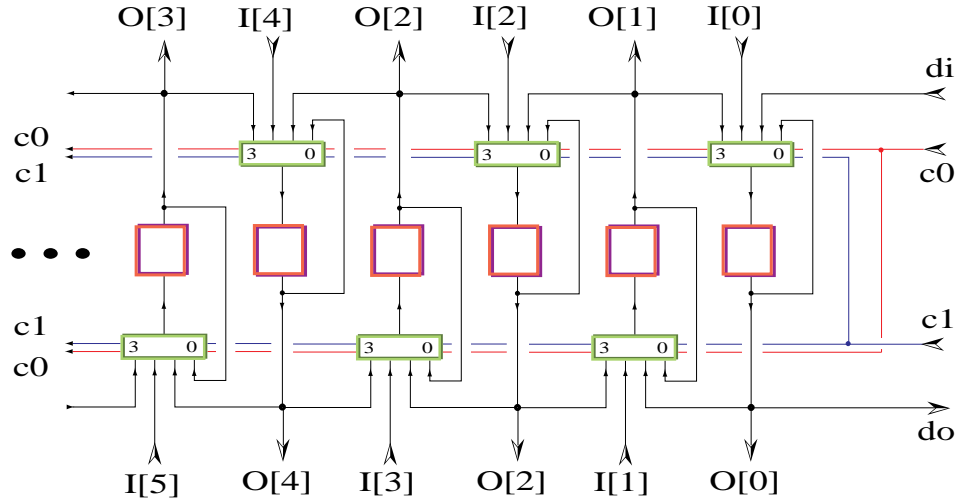 O[3] I[4] O[2] I[2] O[1] I[0]
di
c0
3 0 3 0 3 0
c1 c0
c1 c1
3 0 3 0 3 0
c0
do
I[5] O[4] I[3] O[2] I[1] O[0]